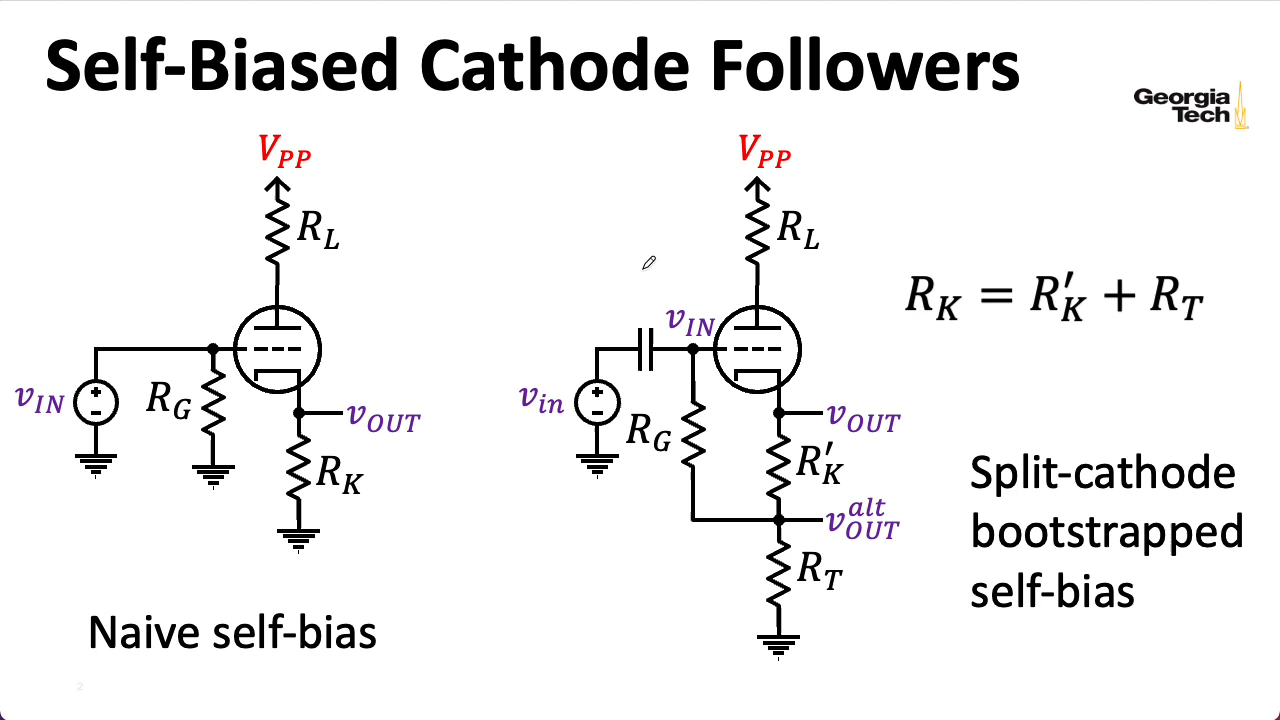 Self-Biased Cathode Followers
Georgia
Tech
V_PP
R_L
v_IN
R_G
v_OUT
R_K
Naive self-bias
V_PP
R_L
v_IN
v_in
R_G
v_OUT
R′_K
v_OUT^alt
R_T
R_K = R′_K + R_T
Split-cathode
bootstrapped
self-bias
2